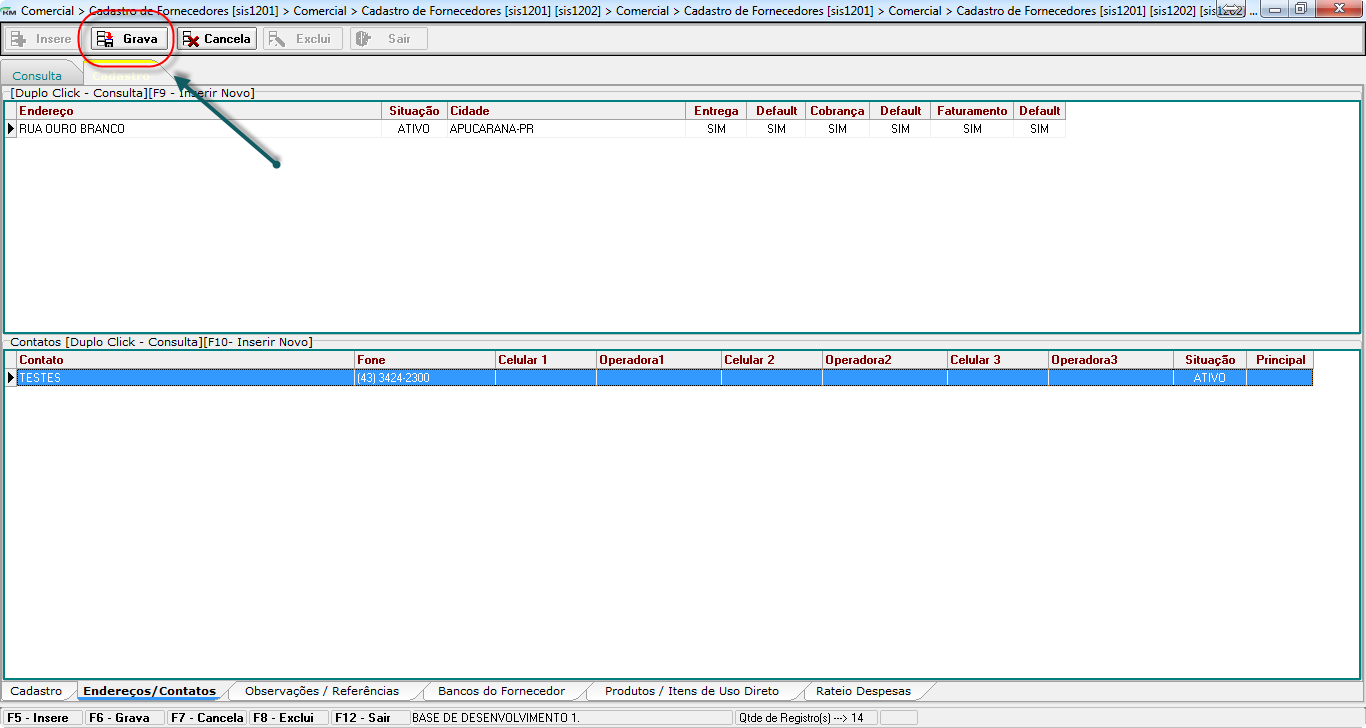 KM Comercial > Cadastro de Fornecedores [sis1201] > Comercial > Cadastro de Fornecedores [sis1201] [sis1202] > Comercial > Cadastro de Fornecedores [sis1201] > Comercial > Cadastro de Fornecedores [sis1201] [sis1202] [sis1202] ...
Insere Grava Cancela Exclui Sair
Consulta Cadastro
[Duplo Click - Consulta][F9 - Inserir Novo]
Endereço Situação Cidade Entrega Default Cobrança Default Faturamento Default
RUA OURO BRANCO ATIVO APUCARANA-PR SIM SIM SIM SIM SIM SIM
Contatos [Duplo Click - Consulta][F10- Inserir Novo]
Contato Fone Celular 1 Operadora1 Celular 2 Operadora2 Celular 3 Operadora3 Situação Principal
TESTES (43) 3424-2300 ATIVO
Cadastro Endereços/Contatos Observações / Referências Bancos do Fornecedor Produtos / Itens de Uso Direto Rateio Despesas
F5 - Insere F6 - Grava F7 - Cancela F8 - Exclui F12 - Sair BASE DE DESENVOLVIMENTO 1. Qtde de Registro(s) ---> 14